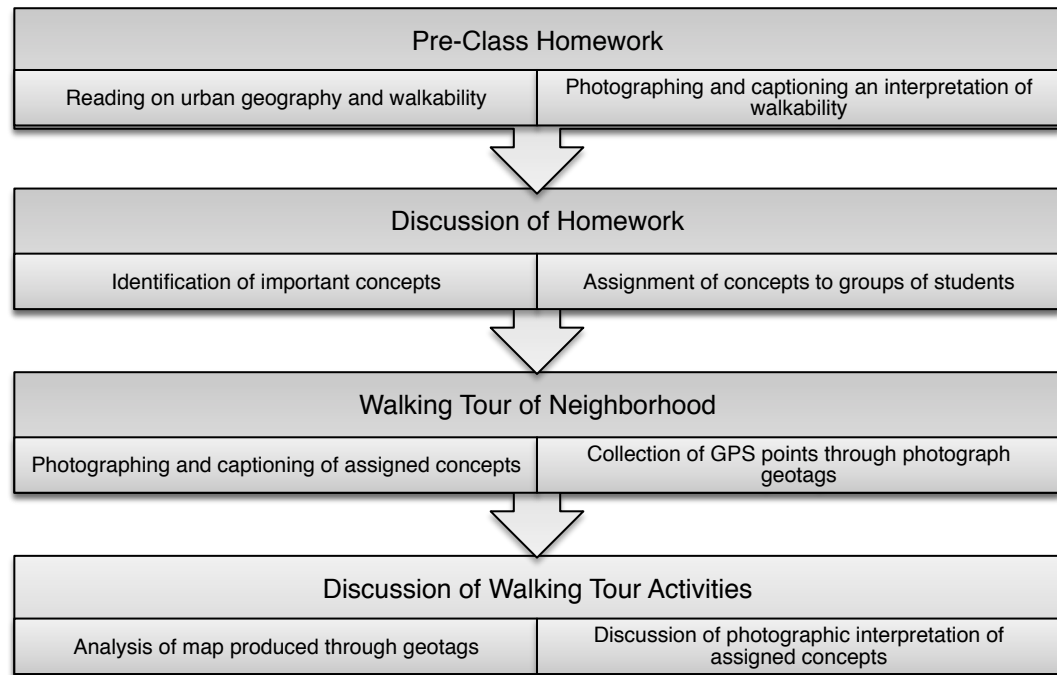 Pre-Class Homework
Reading on urban geography and walkability
Photographing and captioning an interpretation of
walkability
Discussion of Homework
Identification of important concepts
Assignment of concepts to groups of students
Walking Tour of Neighborhood
Photographing and captioning of assigned concepts
Collection of GPS points through photograph
geotags
Discussion of Walking Tour Activities
Analysis of map produced through geotags
Discussion of photographic interpretation of
assigned concepts